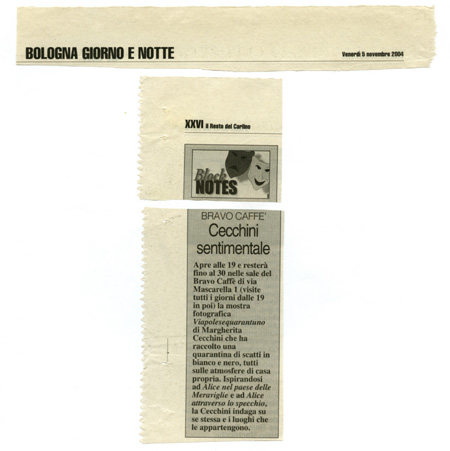 BOLOGNA GIORNO E NOTTE
Venerdì 5 novembre 2004
XXVI Il Resto del Carlino
Block
NOTES
BRAVO CAFFE'
Cecchini
sentimentale
Apre alle 19 e resterà
fino al 30 nelle sale del
Bravo Caffè di via
Mascarella 1 (visite
tutti i giorni dalle 19
in poi) la mostra
fotografica
Viapolesequarantuno
di Margherita
Cecchini che ha
raccolto una
quarantina di scatti in
bianco e nero, tutti
sulle atmosfere di casa
propria. Ispirandosi
ad Alice nel paese delle
Meraviglie e ad Alice
attraverso lo specchio,
la Cecchini indaga su
se stessa e i luoghi che
le appartengono.